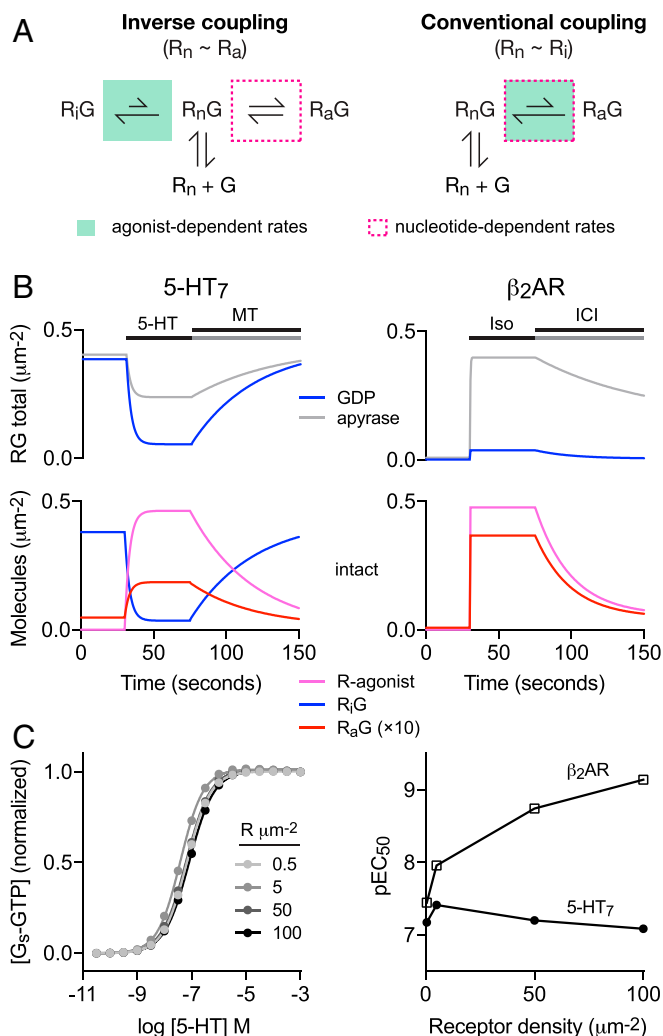 A
Inverse coupling
(Rn ~ Ra)
Conventional coupling
(Rn ~ Ri)
RiG RnG RaG
Rn + G
RnG RaG
Rn + G
agonist-dependent rates
nucleotide-dependent rates
B
5-HT7
β2AR
5-HT MT
Iso ICI
RG total (μm-2)
0.5
0.0
GDP
apyrase
0.5
0.0
Molecules (μm-2)
0.5
0.0
0 50 100 150
Time (seconds)
intact
0.5
0.0
0 50 100 150
Time (seconds)
R-agonist
RiG
RaG (×10)
C
[Gs-GTP] (normalized)
1.0
0.5
0.0
-11 -9 -7 -5 -3
log [5-HT] M
R μm-2
0.5
5
50
100
pEC50
9
8
7
β2AR
5-HT7
0 50 100
Receptor density (μm-2)